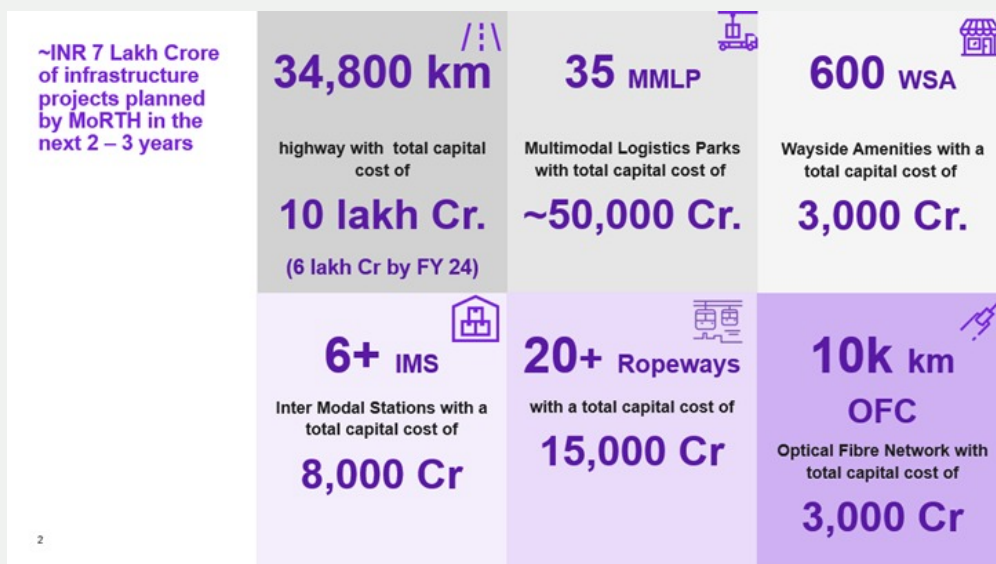 ~INR 7 Lakh Crore
of infrastructure
projects planned
by MoRTH in the
next 2 – 3 years
34,800 km
highway with total capital
cost of
10 lakh Cr.
(6 lakh Cr by FY 24)
35 MMLP
Multimodal Logistics Parks
with total capital cost of
~50,000 Cr.
600 WSA
Wayside Amenities with a
total capital cost of
3,000 Cr.
6+ IMS
Inter Modal Stations with a
total capital cost of
8,000 Cr
20+ Ropeways
with a total capital cost of
15,000 Cr
10k km
OFC
Optical Fibre Network with
total capital cost of
3,000 Cr
2